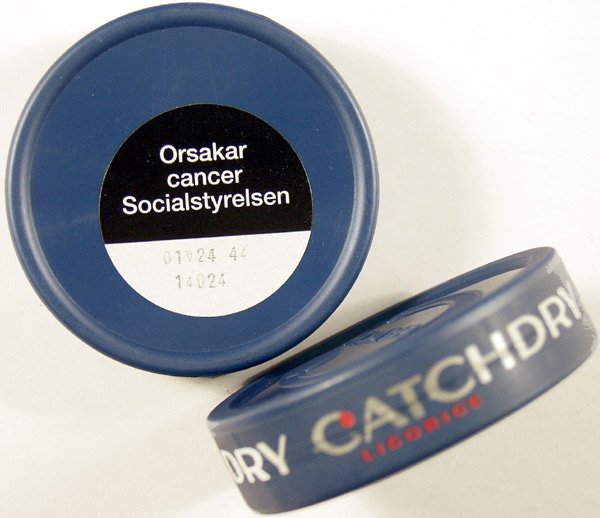 Orsakar
cancer
Socialstyrelsen
01V24 44
14024
DRY CATCHDRY
LICORICE